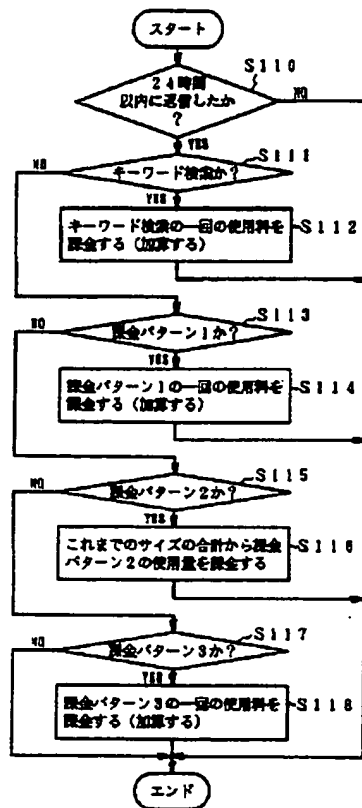 スタート
S110
24時間
以内に返信したか
?
NO
YES
S111
NO
キーワード検索か?
YES
キーワード検索の一回の使用料を
課金する(加算する)
S112
S113
NO
課金パターン1か?
YES
課金パターン1の一回の使用料を
課金する(加算する)
S114
S115
NO
課金パターン2か?
YES
これまでのサイズの合計から課金
パターン2の使用量を課金する
S116
S117
NO
課金パターン3か?
YES
課金パターン3の一回の使用料を
課金する(加算する)
S118
エンド